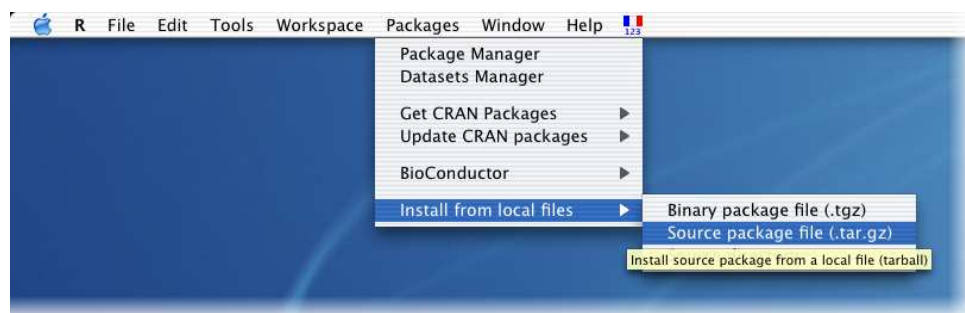 R File Edit Tools Workspace Packages Window Help 123
Package Manager
Datasets Manager
Get CRAN Packages
Update CRAN packages
BioConductor
Install from local files
Binary package file (.tgz)
Source package file (.tar.gz)
Install source package from a local file (tarball)